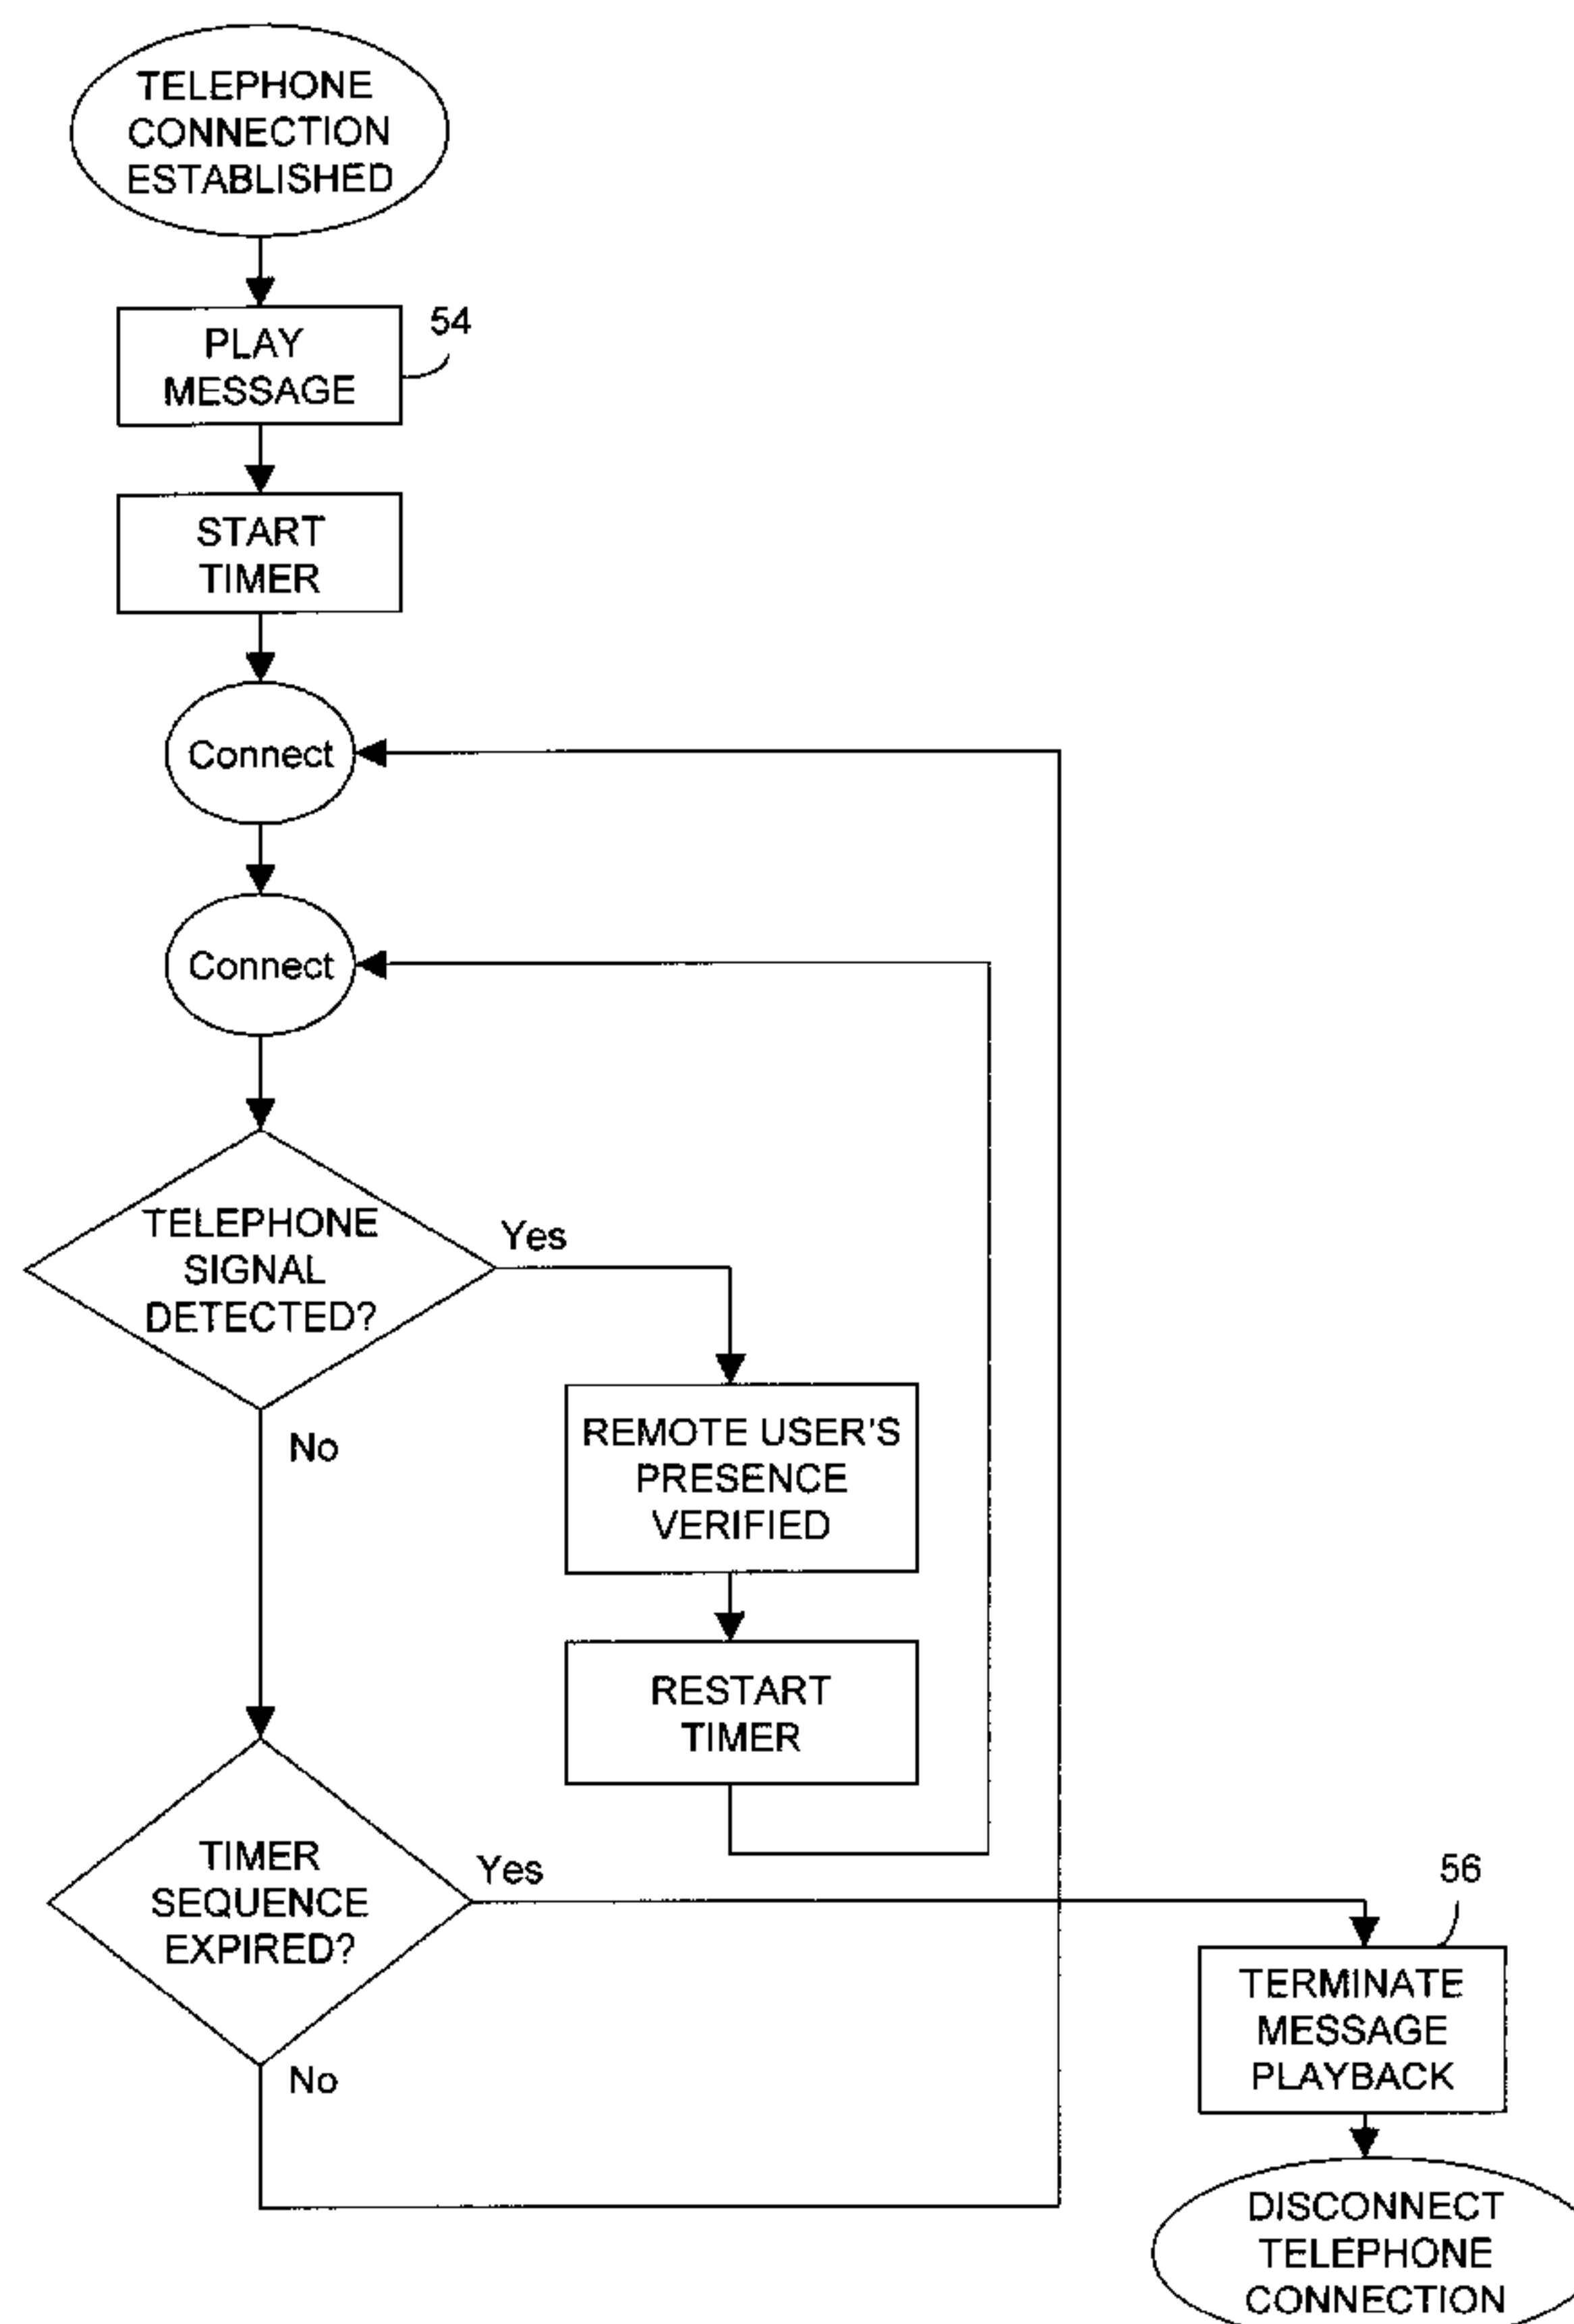 TELEPHONE
CONNECTION
ESTABLISHED
PLAY
MESSAGE
54
START
TIMER
Connect
Connect
TELEPHONE
SIGNAL
DETECTED?
Yes
No
REMOTE USER'S
PRESENCE
VERIFIED
RESTART
TIMER
TIMER
SEQUENCE
EXPIRED?
Yes
No
56
TERMINATE
MESSAGE
PLAYBACK
DISCONNECT
TELEPHONE
CONNECTION